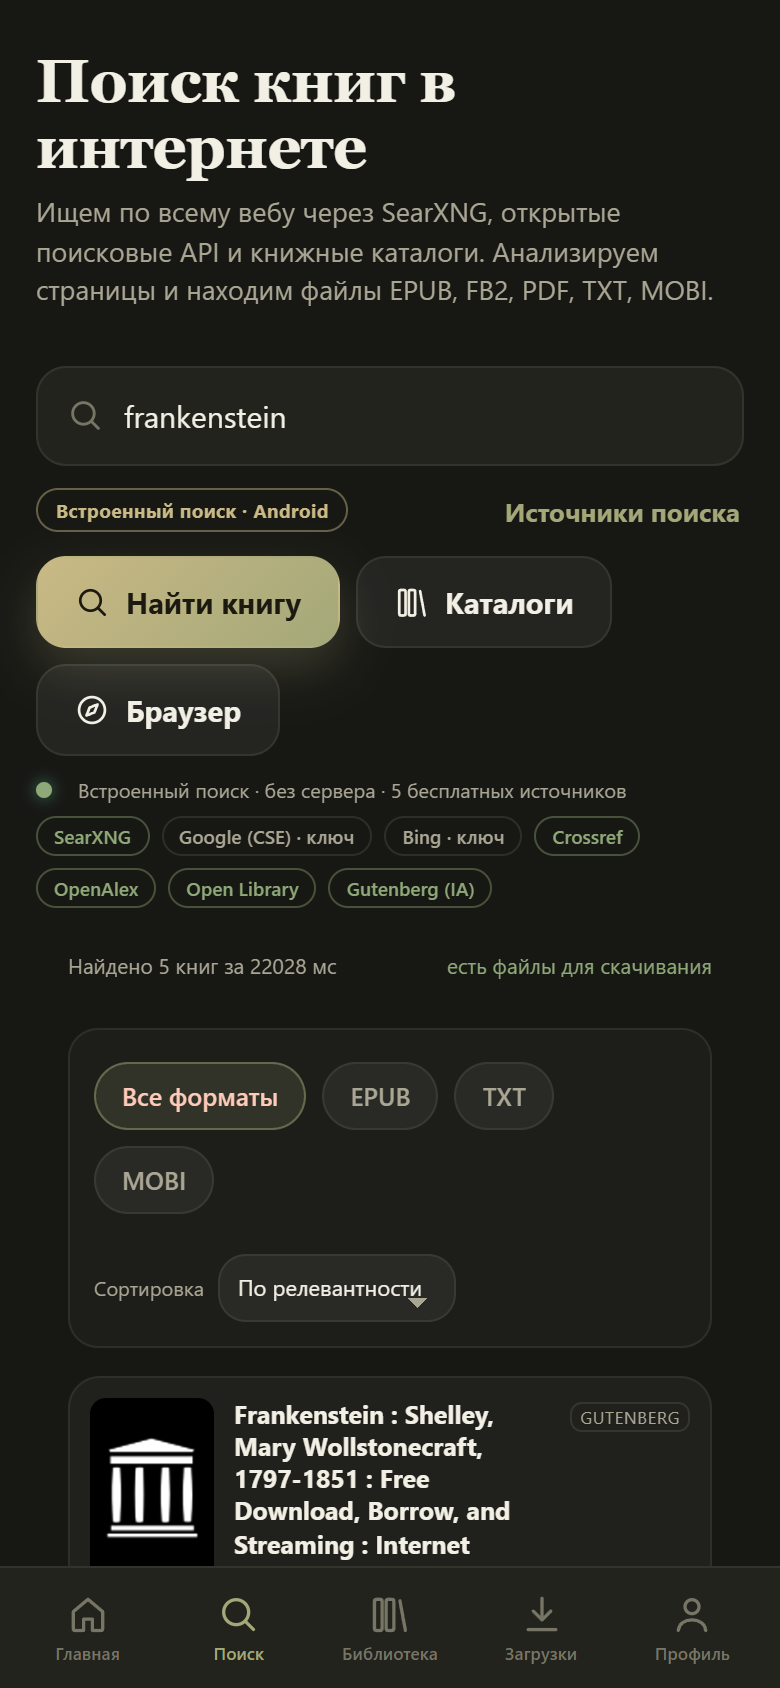 Поиск книг в
интернете
Ищем по всему вебу через SearXNG, открытые
поисковые API и книжные каталоги. Анализируем
страницы и находим файлы EPUB, FB2, PDF, TXT, MOBI.
frankenstein
Встроенный поиск · Android
Источники поиска
Найти книгу
Каталоги
Браузер
Встроенный поиск · без сервера · 5 бесплатных источников
SearXNG
Google (CSE) · ключ
Bing · ключ
Crossref
OpenAlex
Open Library
Gutenberg (IA)
Найдено 5 книг за 22028 мс
есть файлы для скачивания
Все форматы
EPUB
TXT
MOBI
Сортировка
По релевантности
Frankenstein : Shelley,
Mary Wollstonecraft,
1797-1851 : Free
Download, Borrow, and
Streaming : Internet
GUTENBERG
Главная
Поиск
Библиотека
Загрузки
Профиль